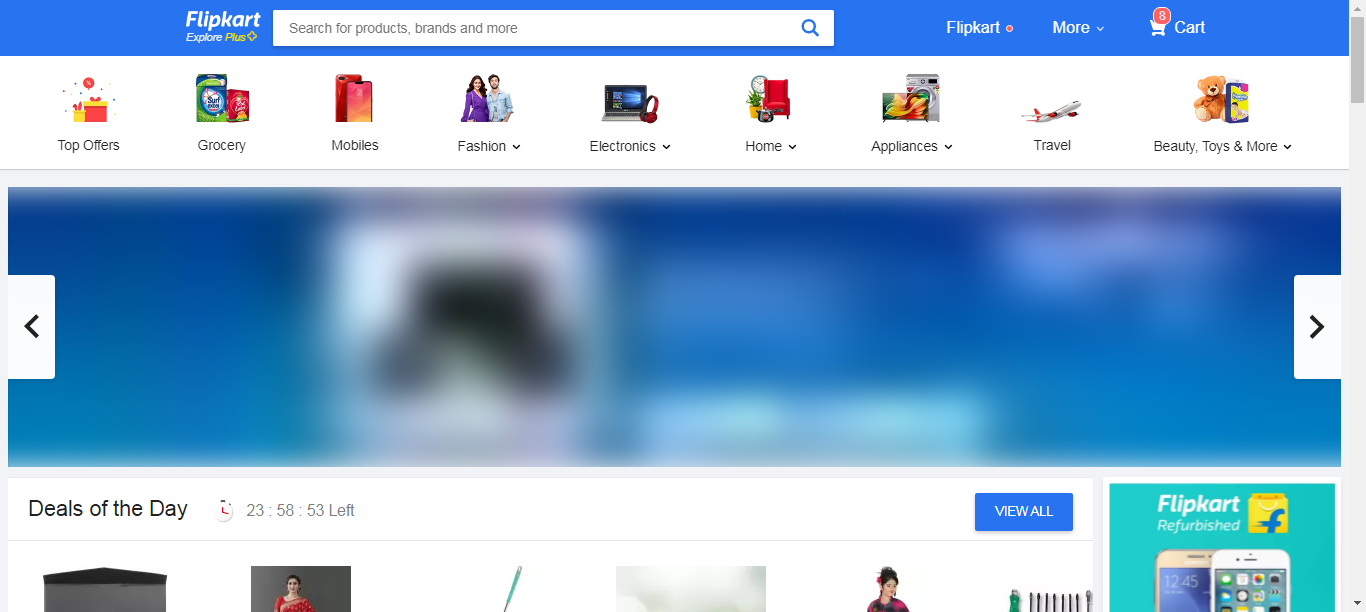 Flipkart
Explore Plus
Search for products, brands and more
Flipkart
More
8
Cart
Top Offers
Grocery
Mobiles
Fashion
Electronics
Home
Appliances
Travel
Beauty, Toys & More
Deals of the Day
23 : 58 : 53 Left
VIEW ALL
Flipkart
Refurbished
12:45